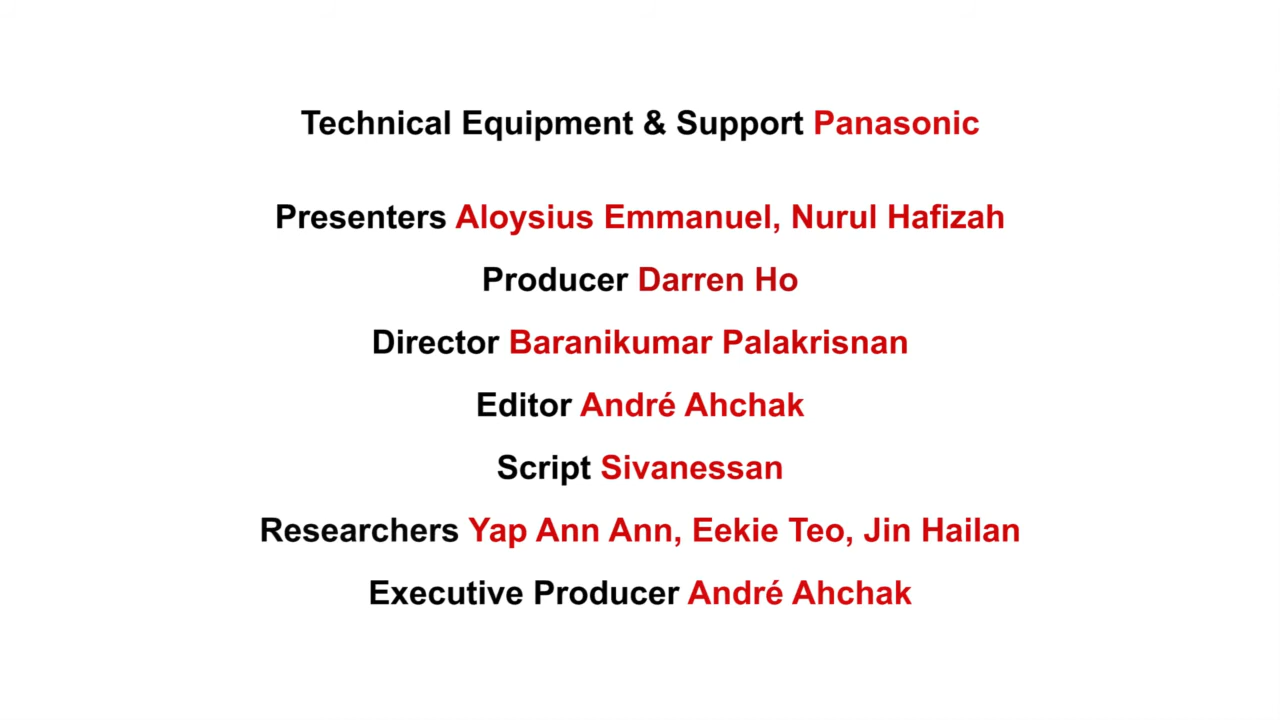 Technical Equipment & Support Panasonic
Presenters Aloysius Emmanuel, Nurul Hafizah
Producer Darren Ho
Director Baranikumar Palakrisnan
Editor André Ahchak
Script Sivanessan
Researchers Yap Ann Ann, Eekie Teo, Jin Hailan
Executive Producer André Ahchak